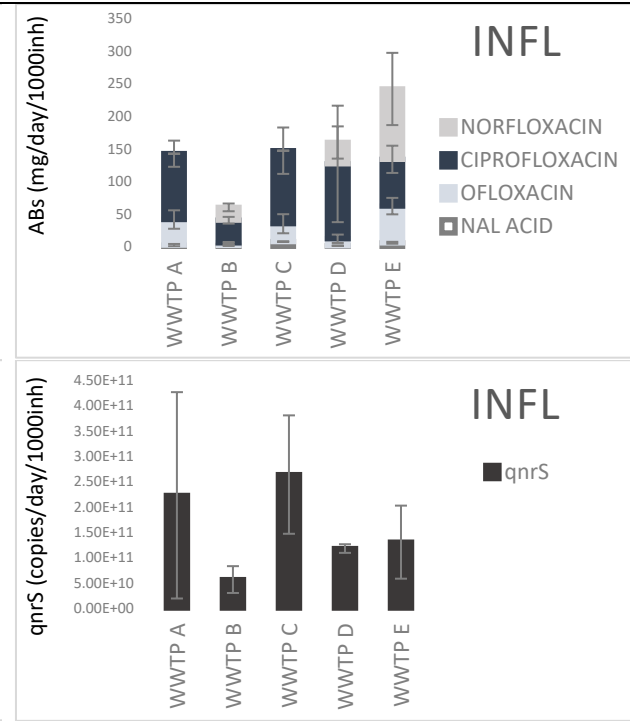 ABs (mg/day/1000inh)
350
300
250
200
150
100
50
0
INFL
NORFLOXACIN
CIPROFLOXACIN
OFLOXACIN
NAL ACID
WWTP A
WWTP B
WWTP C
WWTP D
WWTP E
qnrS (copies/day/1000inh)
4.50E+11
4.00E+11
3.50E+11
3.00E+11
2.50E+11
2.00E+11
1.50E+11
1.00E+11
5.00E+10
0.00E+00
INFL
qnrS
WWTP A
WWTP B
WWTP C
WWTP D
WWTP E